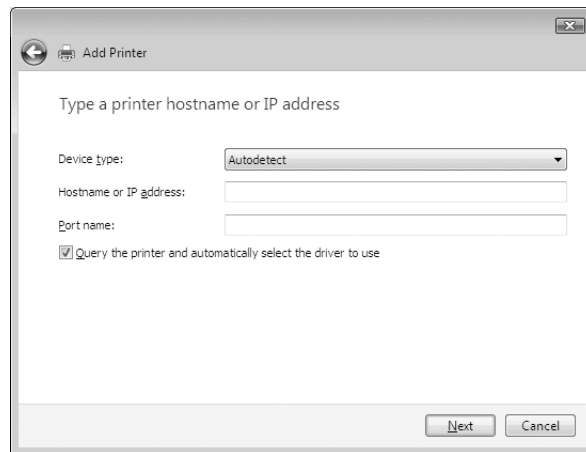 Add Printer
Type a printer hostname or IP address
Device type:
Autodetect
Hostname or IP address:
Port name:
Query the printer and automatically select the driver to use
Next
Cancel